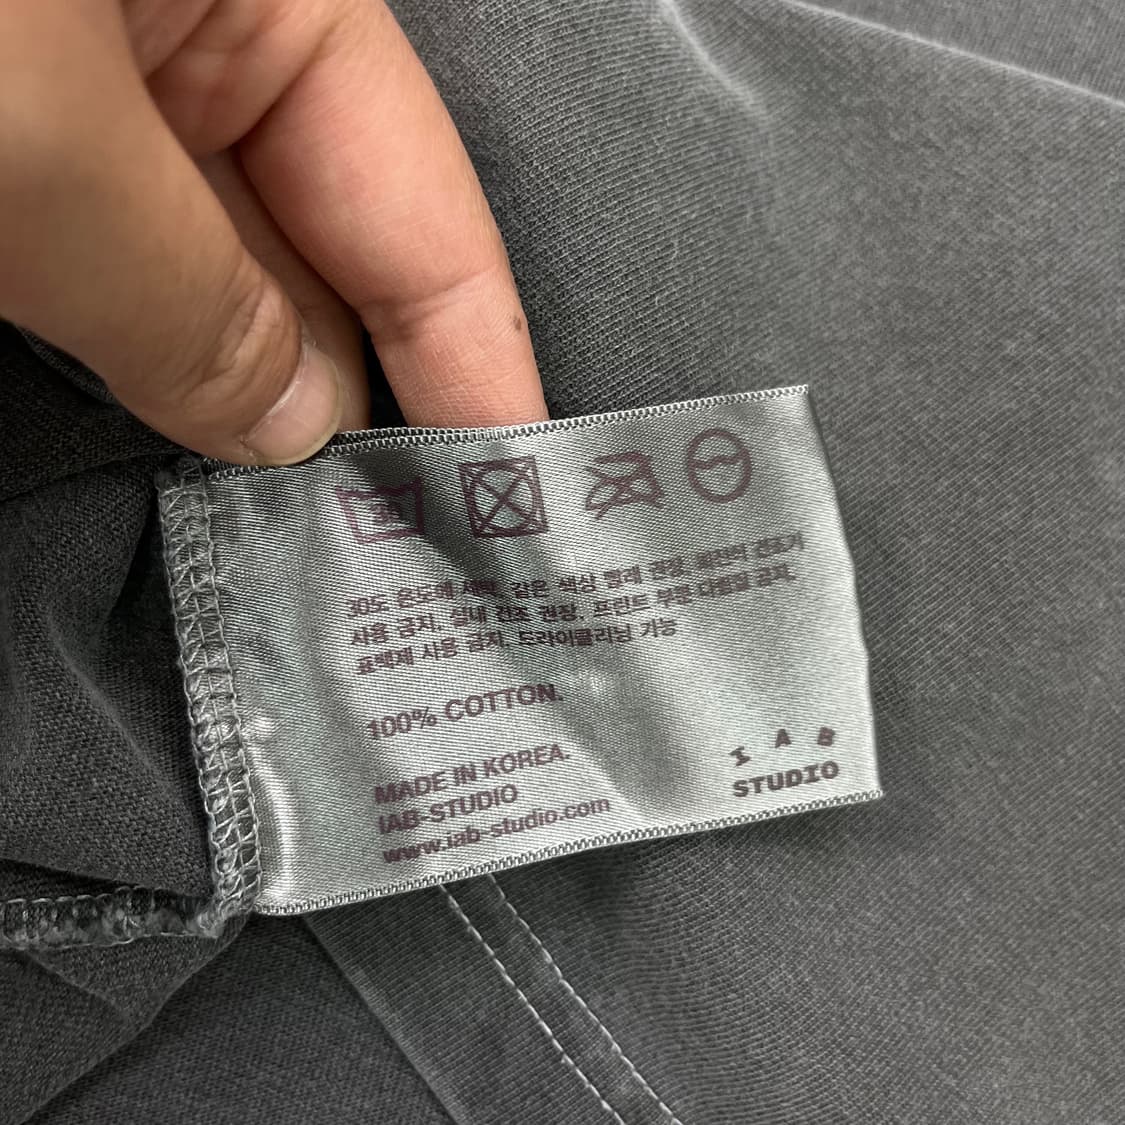 30
30도 온도에 세탁, 같은 색상 빨래 권장, 회전식 건조기
사용 금지, 실내 건조 권장, 프린트 부분 다림질 금지,
표백제 사용 금지, 드라이클리닝 가능
100% COTTON.
MADE IN KOREA.
IAB-STUDIO
www.iab-studio.com
I A B
STUDIO